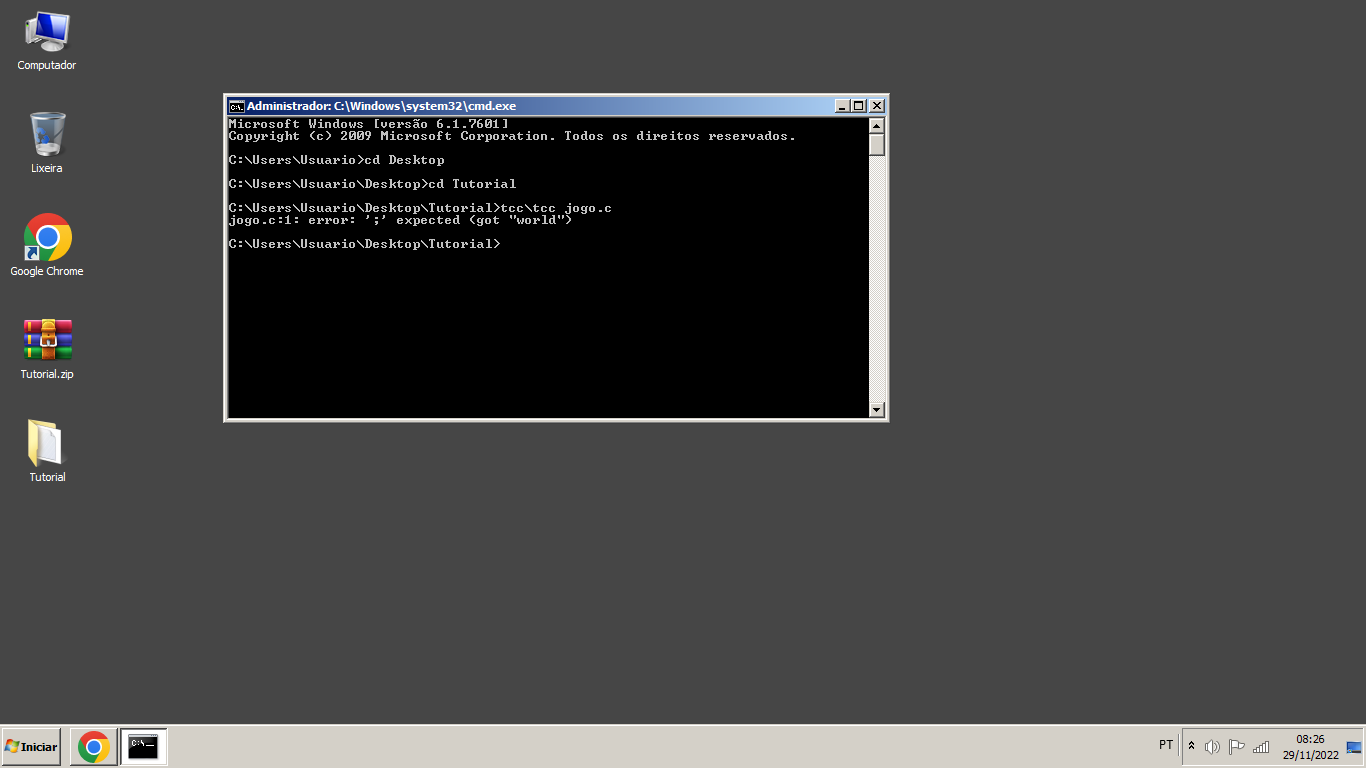 Computador
Lixeira
Google Chrome
Tutorial.zip
Tutorial
C:\. Administrador: C:\Windows\system32\cmd.exe
Microsoft Windows [versão 6.1.7601]
Copyright (c) 2009 Microsoft Corporation. Todos os direitos reservados.
C:\Users\Usuario>cd Desktop
C:\Users\Usuario\Desktop>cd Tutorial
C:\Users\Usuario\Desktop\Tutorial>tcc\tcc jogo.c
jogo.c:1: error: ';' expected (got "world")
C:\Users\Usuario\Desktop\Tutorial>
Iniciar
C:\._
PT
08:26
29/11/2022